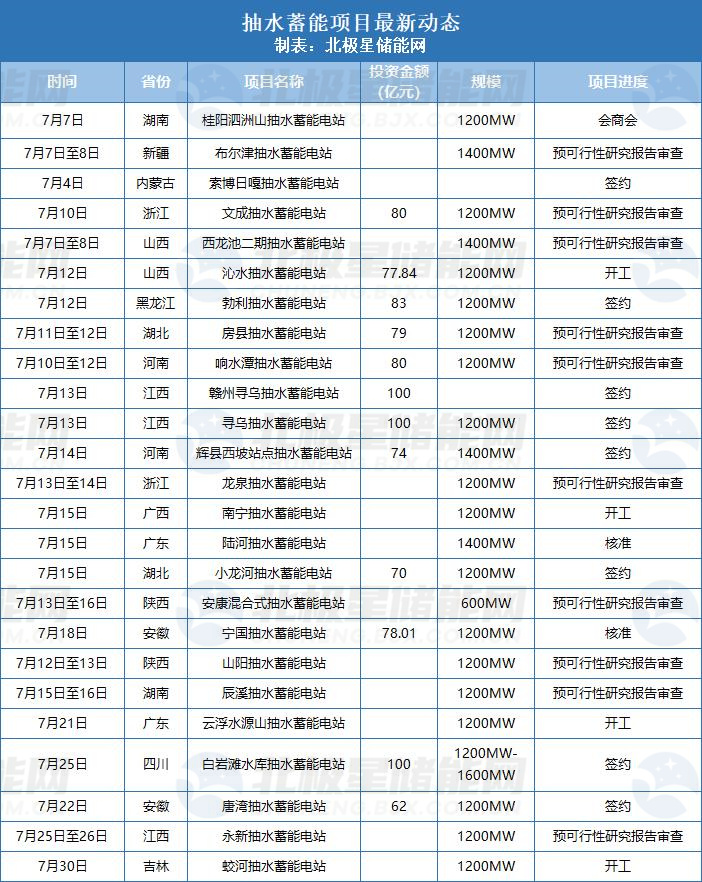 抽水蓄能项目最新动态
制表：北极星储能网
时间 省份 项目名称 投资金额（亿元） 规模 项目进度
7月7日 湖南 桂阳泗洲山抽水蓄能电站 1200MW 会商会
7月7日至8日 新疆 布尔津抽水蓄能电站 1400MW 预可行性研究报告审查
7月4日 内蒙古 索博日嘎抽水蓄能电站 签约
7月10日 浙江 文成抽水蓄能电站 80 1200MW 预可行性研究报告审查
7月7日至8日 山西 西龙池二期抽水蓄能电站 1400MW 预可行性研究报告审查
7月12日 山西 沁水抽水蓄能电站 77.84 1200MW 开工
7月12日 黑龙江 勃利抽水蓄能电站 83 1200MW 签约
7月11日至12日 湖北 房县抽水蓄能电站 79 1200MW 预可行性研究报告审查
7月10日至12日 河南 响水潭抽水蓄能电站 80 1200MW 预可行性研究报告审查
7月13日 江西 赣州寻乌抽水蓄能电站 100 签约
7月13日 江西 寻乌抽水蓄能电站 100 1200MW 签约
7月14日 河南 辉县西坡站点抽水蓄能电站 74 1400MW 签约
7月13日至14日 浙江 龙泉抽水蓄能电站 1200MW 预可行性研究报告审查
7月15日 广西 南宁抽水蓄能电站 1200MW 开工
7月15日 广东 陆河抽水蓄能电站 1400MW 核准
7月15日 湖北 小龙河抽水蓄能电站 70 1200MW 签约
7月13日至16日 陕西 安康混合式抽水蓄能电站 600MW 预可行性研究报告审查
7月18日 安徽 宁国抽水蓄能电站 78.01 1200MW 核准
7月12日至13日 陕西 山阳抽水蓄能电站 1200MW 预可行性研究报告审查
7月15日至16日 湖南 辰溪抽水蓄能电站 1200MW 预可行性研究报告审查
7月21日 广东 云浮水源山抽水蓄能电站 1200MW 开工
7月25日 四川 白岩滩水库抽水蓄能电站 100 1200MW-1600MW 签约
7月22日 安徽 唐湾抽水蓄能电站 62 1200MW 签约
7月25日至26日 江西 永新抽水蓄能电站 1200MW 预可行性研究报告审查
7月30日 吉林 蛟河抽水蓄能电站 1200MW 开工